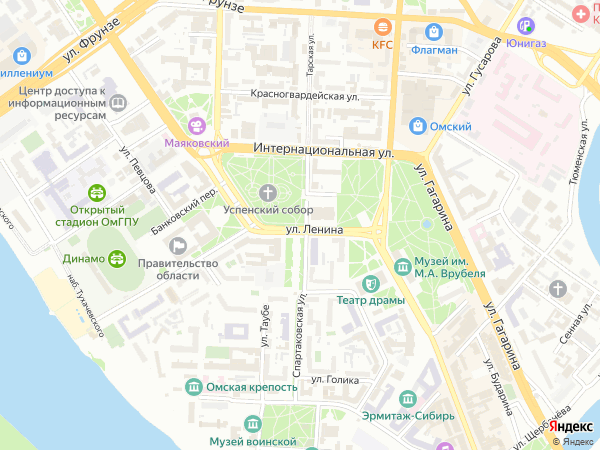 ул. Фрунзе
Фрунзе
Тарская ул.
KFC
Флагман
Юнигаз
ул. Гусарова
Центр доступа к
информационным
ресурсам
Красногвардейская ул.
Маяковский
Омский
Интернациональная ул.
ул. Певцова
Тюменская ул.
ул. Гагарина
Банковский пер.
Успенский собор
Открытый
стадион ОмГПУ
ул. Ленина
Динамо
Правительство
области
Музей им.
М.А. Врубеля
наб. Тухачевского
Театр драмы
ул. Таубе
Спартаковская ул.
ул. Гагарина
Сенная ул.
ул. Голика
Омская крепость
ул. Бударина
Эрмитаж-Сибирь
ул. Щербачёва
Музей воинской
Яндекс
© Яндекс